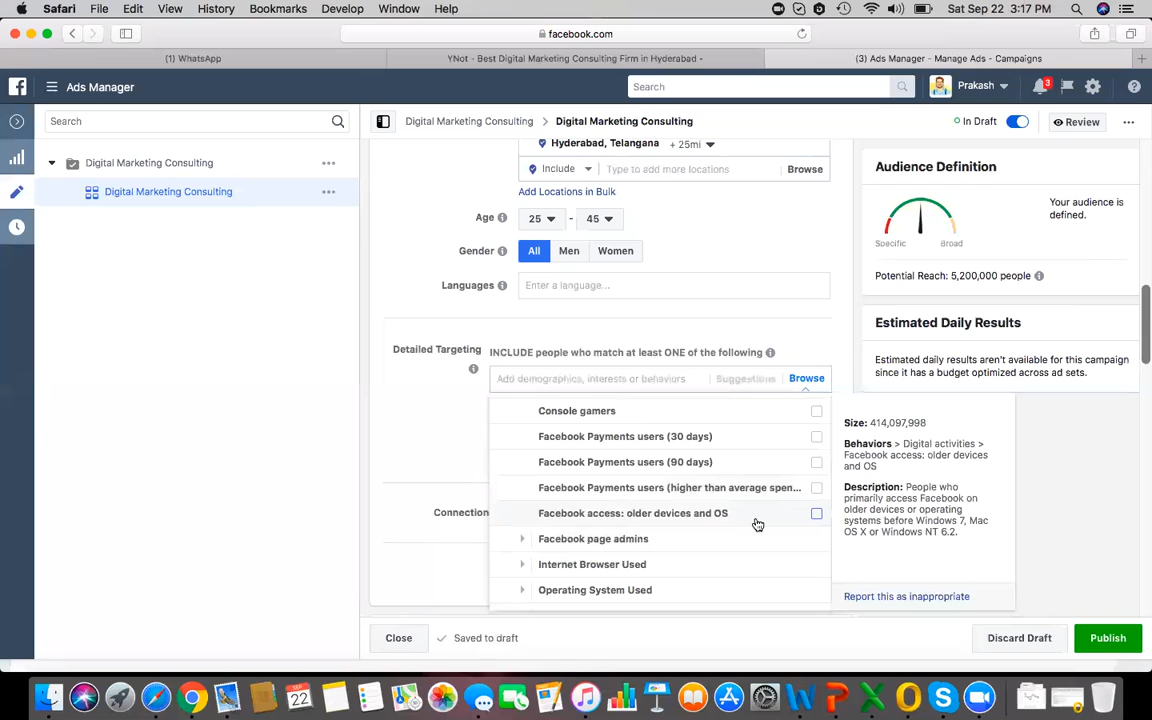 Safari File Edit View History Bookmarks Develop Window Help Sat Sep 22 3:17 PM
facebook.com
(1) WhatsApp YNot - Best Digital Marketing Consulting Firm in Hyderabad - (3) Ads Manager - Manage Ads - Campaigns
Ads Manager Search Prakash 3
Search Digital Marketing Consulting > Digital Marketing Consulting In Draft Review
Digital Marketing Consulting
Digital Marketing Consulting
Hyderabad, Telangana + 25mi
Include Type to add more locations Browse
Add Locations in Bulk
Age 25 - 45
Gender All Men Women
Languages Enter a language...
Detailed Targeting INCLUDE people who match at least ONE of the following
Add demographics, interests or behaviors Suggestions Browse
Console gamers
Facebook Payments users (30 days)
Facebook Payments users (90 days)
Facebook Payments users (higher than average spen...
Facebook access: older devices and OS
Connection
Facebook page admins
Internet Browser Used
Operating System Used
Audience Definition
Your audience is
defined.
Specific Broad
Potential Reach: 5,200,000 people
Estimated Daily Results
Estimated daily results aren't available for this campaign
since it has a budget optimized across ad sets.
Size: 414,097,998
Behaviors > Digital activities >
Facebook access: older devices
and OS
Description: People who
primarily access Facebook on
older devices or operating
systems before Windows 7, Mac
OS X or Windows NT 6.2.
Report this as inappropriate
Close Saved to draft Discard Draft Publish
SEP
22